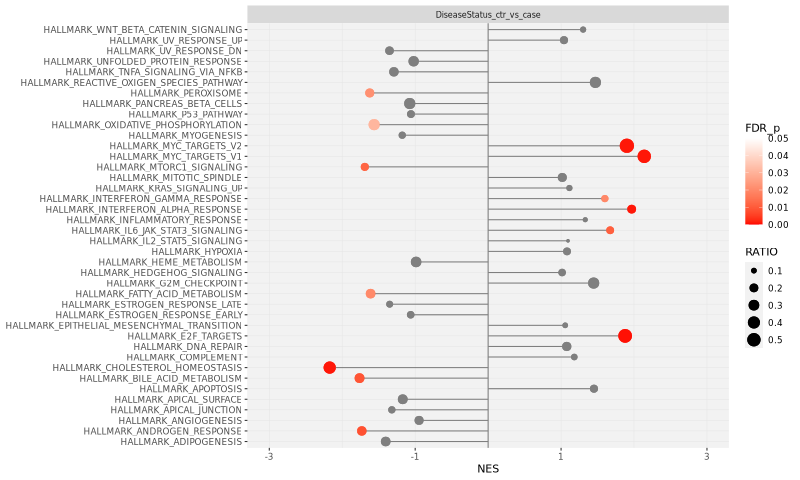 DiseaseStatus_ctr_vs_case
HALLMARK_WNT_BETA_CATENIN_SIGNALING
HALLMARK_UV_RESPONSE_UP
HALLMARK_UV_RESPONSE_DN
HALLMARK_UNFOLDED_PROTEIN_RESPONSE
HALLMARK_TNFA_SIGNALING_VIA_NFKB
HALLMARK_REACTIVE_OXIGEN_SPECIES_PATHWAY
HALLMARK_PEROXISOME
HALLMARK_PANCREAS_BETA_CELLS
HALLMARK_P53_PATHWAY
HALLMARK_OXIDATIVE_PHOSPHORYLATION
HALLMARK_MYOGENESIS
HALLMARK_MYC_TARGETS_V2
HALLMARK_MYC_TARGETS_V1
HALLMARK_MTORC1_SIGNALING
HALLMARK_MITOTIC_SPINDLE
HALLMARK_KRAS_SIGNALING_UP
HALLMARK_INTERFERON_GAMMA_RESPONSE
HALLMARK_INTERFERON_ALPHA_RESPONSE
HALLMARK_INFLAMMATORY_RESPONSE
HALLMARK_IL6_JAK_STAT3_SIGNALING
HALLMARK_IL2_STAT5_SIGNALING
HALLMARK_HYPOXIA
HALLMARK_HEME_METABOLISM
HALLMARK_HEDGEHOG_SIGNALING
HALLMARK_G2M_CHECKPOINT
HALLMARK_FATTY_ACID_METABOLISM
HALLMARK_ESTROGEN_RESPONSE_LATE
HALLMARK_ESTROGEN_RESPONSE_EARLY
HALLMARK_EPITHELIAL_MESENCHYMAL_TRANSITION
HALLMARK_E2F_TARGETS
HALLMARK_DNA_REPAIR
HALLMARK_COMPLEMENT
HALLMARK_CHOLESTEROL_HOMEOSTASIS
HALLMARK_BILE_ACID_METABOLISM
HALLMARK_APOPTOSIS
HALLMARK_APICAL_SURFACE
HALLMARK_APICAL_JUNCTION
HALLMARK_ANGIOGENESIS
HALLMARK_ANDROGEN_RESPONSE
HALLMARK_ADIPOGENESIS
-3 -1 1 3
NES
FDR_p
0.05
0.04
0.03
0.02
0.01
0.00
RATIO
0.1
0.2
0.3
0.4
0.5